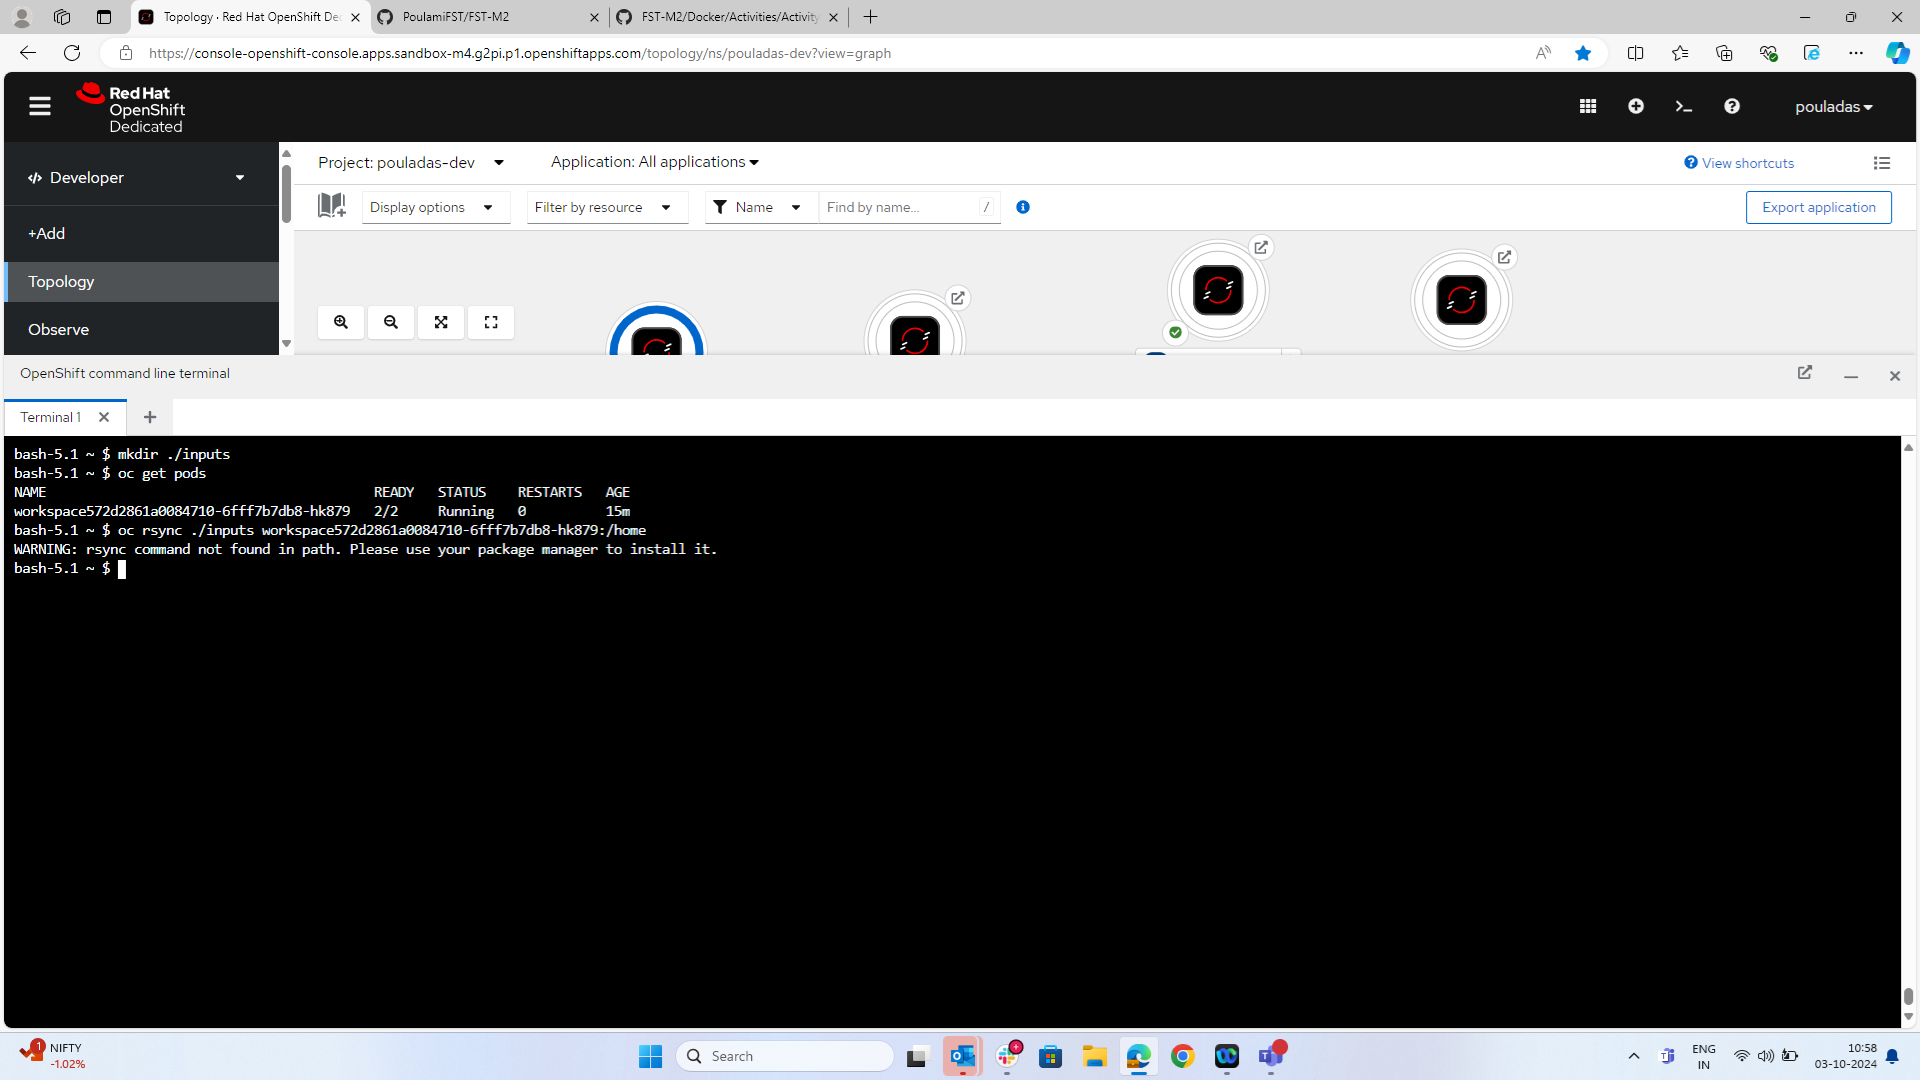 Topology · Red Hat OpenShift De
PoulamiFST/FST-M2
FST-M2/Docker/Activities/Activity
https://console-openshift-console.apps.sandbox-m4.g2pi.p1.openshiftapps.com/topology/ns/pouladas-dev?view=graph
Red Hat
OpenShift
Dedicated
pouladas
Developer
+Add
Topology
Observe
Project: pouladas-dev
Application: All applications
View shortcuts
Display options
Filter by resource
Name
Find by name...
/
Export application
OpenShift command line terminal
Terminal 1
bash-5.1 ~ $ mkdir ./inputs
bash-5.1 ~ $ oc get pods
NAME READY STATUS RESTARTS AGE
workspace572d2861a0084710-6fff7b7db8-hk879 2/2 Running 0 15m
bash-5.1 ~ $ oc rsync ./inputs workspace572d2861a0084710-6fff7b7db8-hk879:/home
WARNING: rsync command not found in path. Please use your package manager to install it.
bash-5.1 ~ $
1
NIFTY
-1.02%
Search
ENG
IN
10:58
03-10-2024